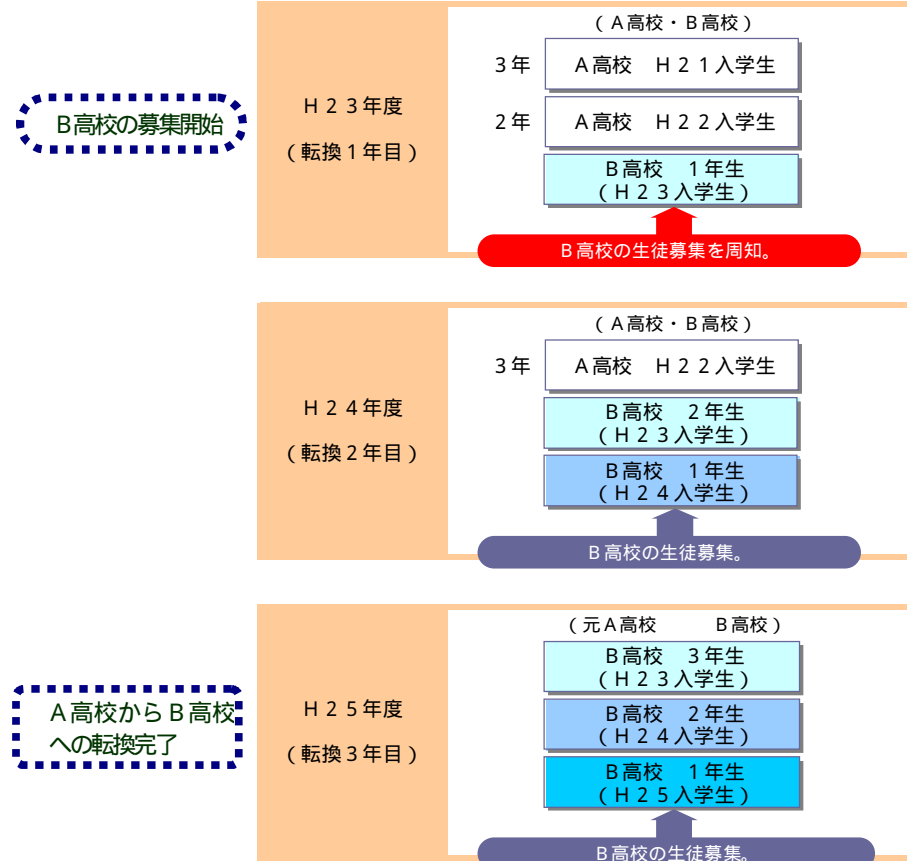 (A高校・B高校)
3年 A高校 H21入学生
B高校の募集開始
H23年度
(転換1年目)
2年 A高校 H22入学生
B高校 1年生
(H23入学生)
B高校の生徒募集を周知。
(A高校・B高校)
3年 A高校 H22入学生
H24年度
(転換2年目)
B高校 2年生
(H23入学生)
B高校 1年生
(H24入学生)
B高校の生徒募集。
(元A高校 B高校)
B高校 3年生
(H23入学生)
A高校からB高校
への転換完了
H25年度
(転換3年目)
B高校 2年生
(H24入学生)
B高校 1年生
(H25入学生)
B高校の生徒募集。